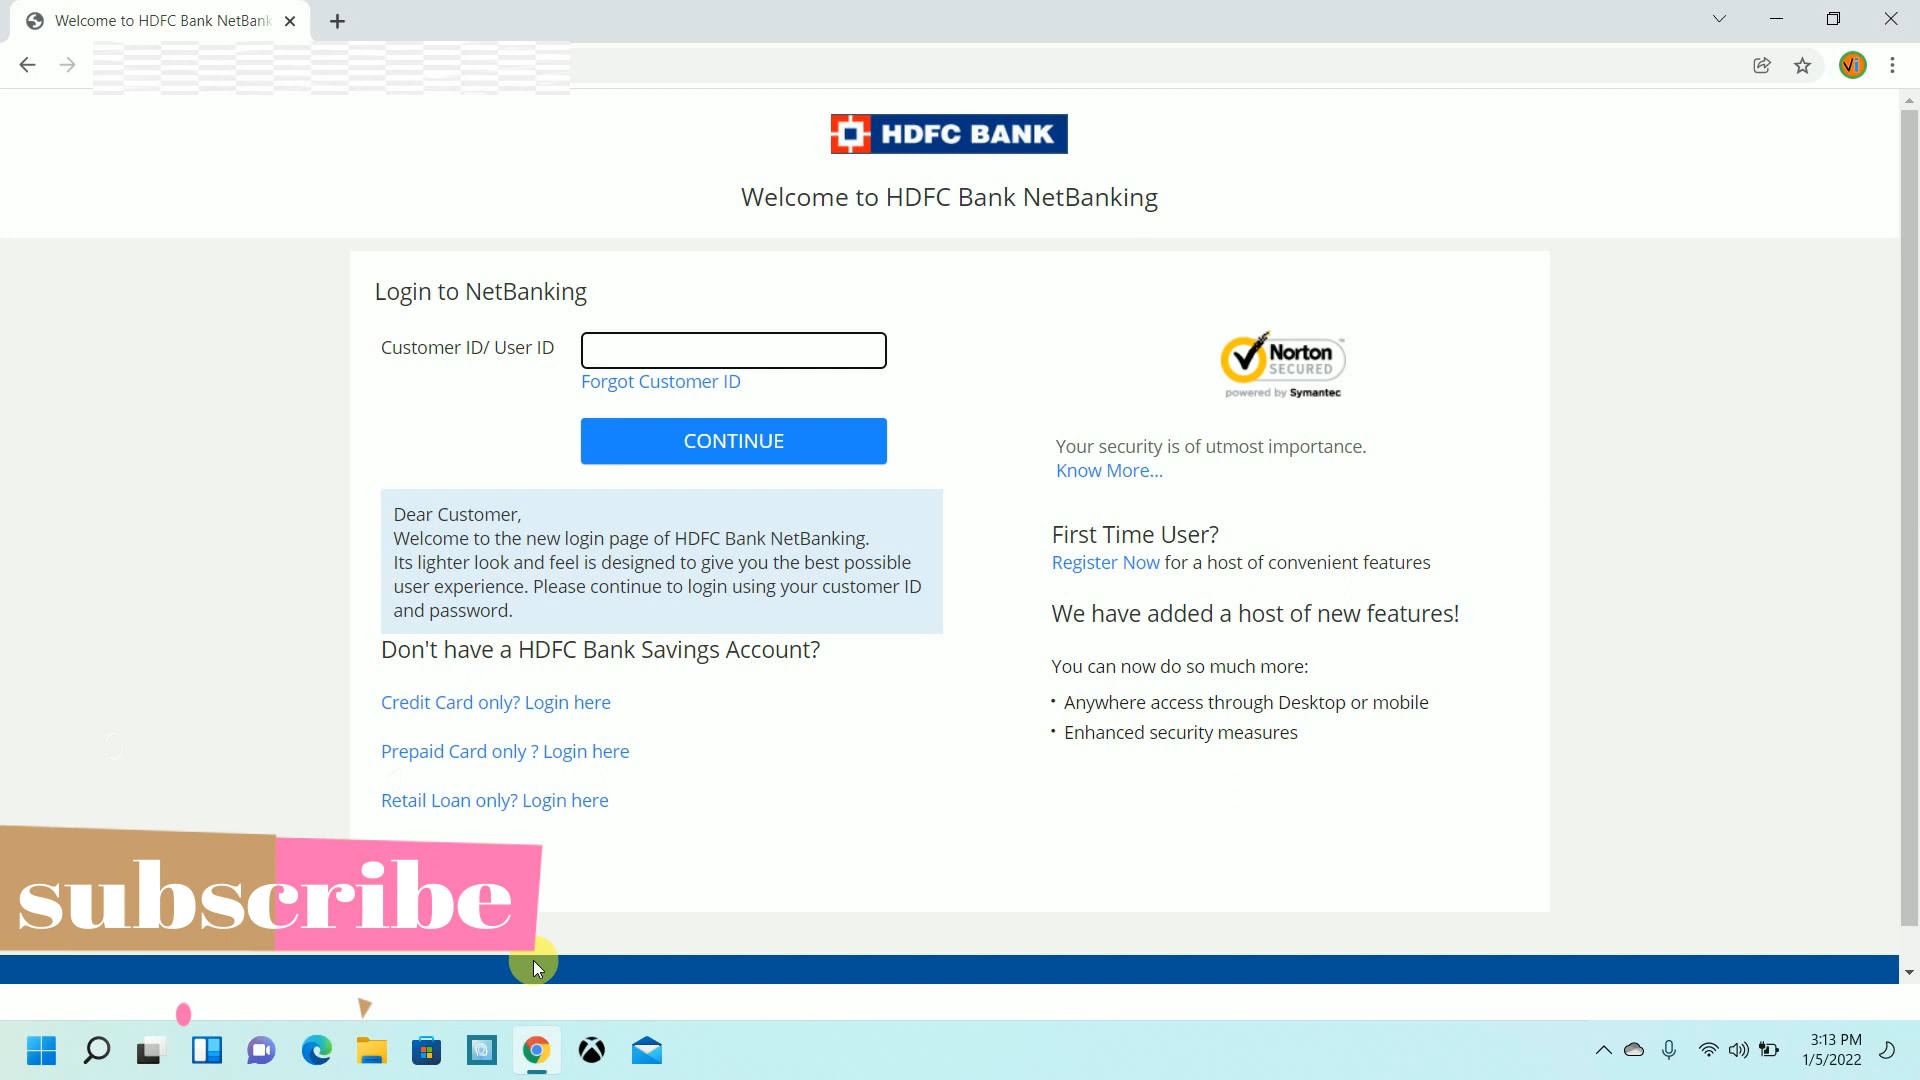 Welcome to HDFC Bank NetBank
HDFC BANK
Welcome to HDFC Bank NetBanking
Login to NetBanking
Customer ID/ User ID
Forgot Customer ID
CONTINUE
Dear Customer,
Welcome to the new login page of HDFC Bank NetBanking.
Its lighter look and feel is designed to give you the best possible
user experience. Please continue to login using your customer ID
and password.
Don't have a HDFC Bank Savings Account?
Credit Card only? Login here
Prepaid Card only ? Login here
Retail Loan only? Login here
Norton
SECURED
powered by Symantec
Your security is of utmost importance.
Know More...
First Time User?
Register Now for a host of convenient features
We have added a host of new features!
You can now do so much more:
• Anywhere access through Desktop or mobile
• Enhanced security measures
subscribe
3:13 PM
1/5/2022